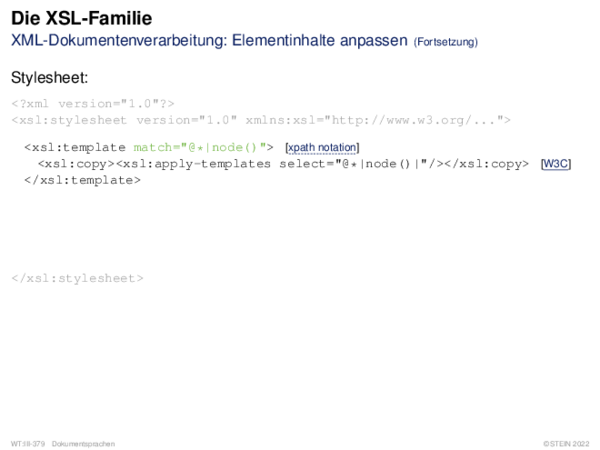 Die XSL-Familie
XML-Dokumentenverarbeitung: Elementinhalte anpassen (Fortsetzung)
Stylesheet:
<?xml version="1.0"?>
<xsl:stylesheet version="1.0" xmlns:xsl="http://www.w3.org/...">
<xsl:template match="@*|node()"> [xpath notation]
<xsl:copy><xsl:apply-templates select="@*|node()|"/></xsl:copy> [W3C]
</xsl:template>
</xsl:stylesheet>
WT:III-379 Dokumentsprachen ©STEIN 2022